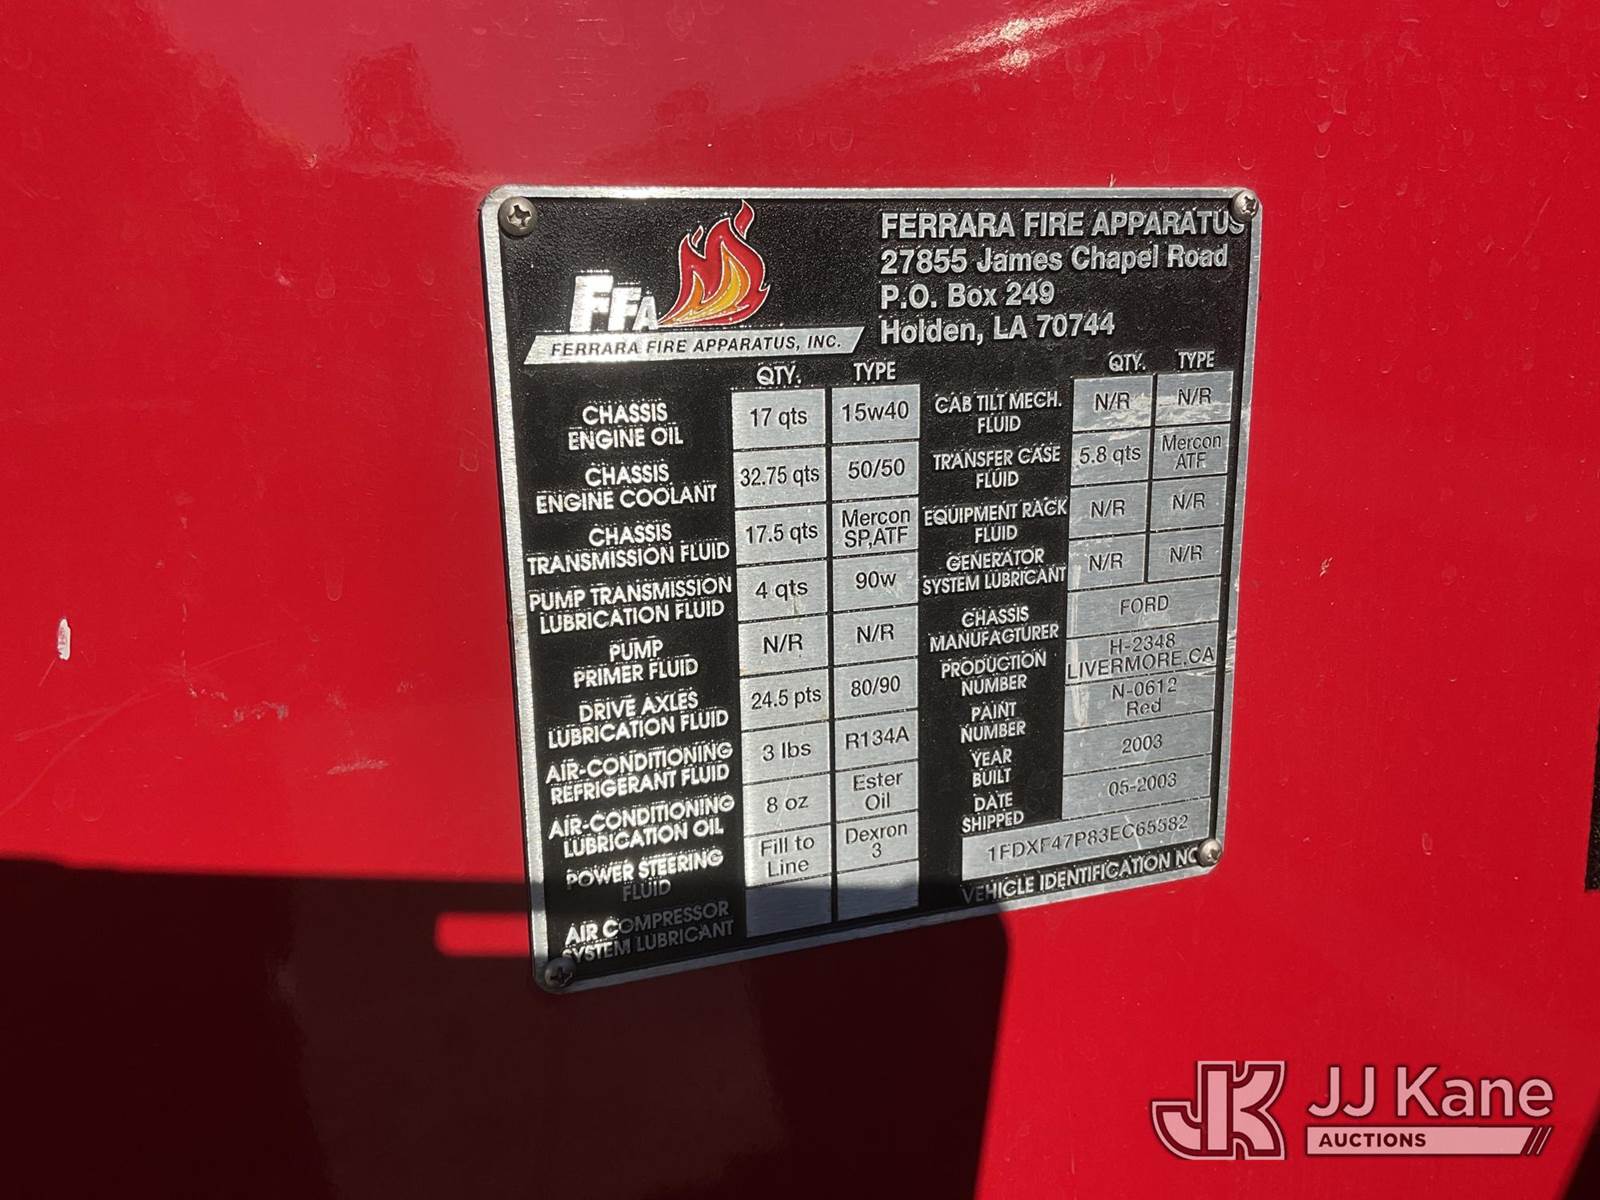 FFA
FERRARA FIRE APPARATUS, INC.
FERRARA FIRE APPARATUS
27855 James Chapel Road
P.O. Box 249
Holden, LA 70744
QTY. TYPE
CHASSIS
ENGINE OIL
17 qts 15w40
CHASSIS
ENGINE COOLANT
32.75 qts 50/50
CHASSIS
TRANSMISSION FLUID
17.5 qts Mercon
SP,ATF
PUMP TRANSMISSION
LUBRICATION FLUID
4 qts 90w
PUMP
PRIMER FLUID
N/R N/R
DRIVE AXLES
LUBRICATION FLUID
24.5 pts 80/90
AIR-CONDITIONING
REFRIGERANT FLUID
3 lbs R134A
AIR-CONDITIONING
LUBRICATION OIL
8 oz Ester
Oil
POWER STEERING
FLUID
Fill to
Line
Dexron
3
AIR COMPRESSOR
SYSTEM LUBRICANT
QTY. TYPE
CAB TILT MECH.
FLUID
N/R N/R
TRANSFER CASE
FLUID
5.8 qts Mercon
ATF
EQUIPMENT RACK
FLUID
N/R N/R
GENERATOR
SYSTEM LUBRICANT
N/R N/R
CHASSIS
MANUFACTURER
FORD
PRODUCTION
NUMBER
H-2348
LIVERMORE,CA
PAINT
NUMBER
N-0612
Red
YEAR
BUILT
2003
DATE
SHIPPED
05-2003
1FDXF47P83EC65582
VEHICLE IDENTIFICATION NO.
JK JJ Kane
AUCTIONS